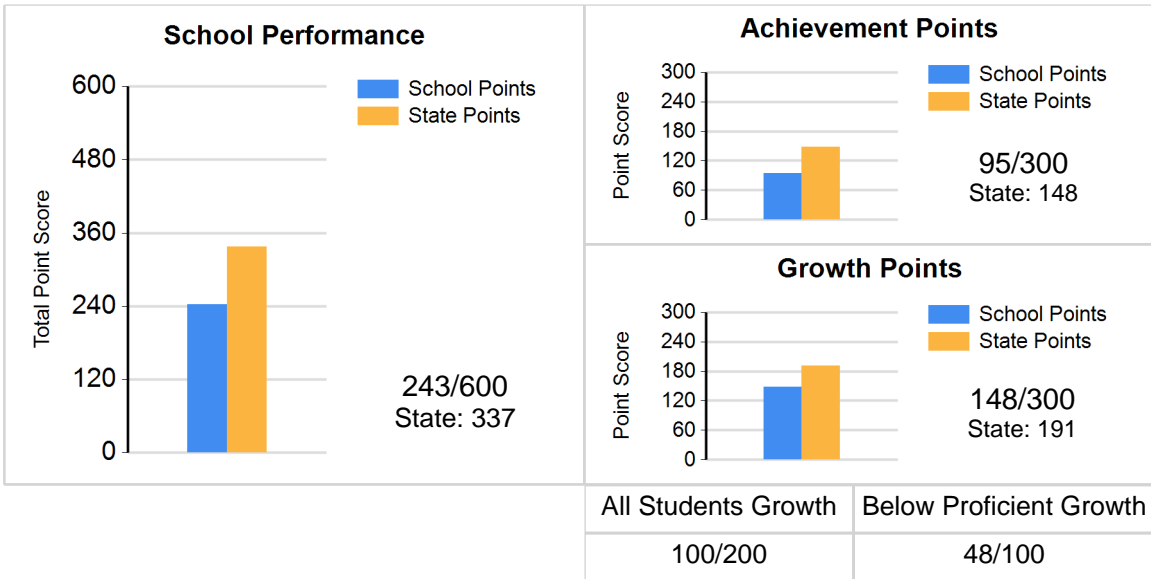 School Performance
Total Point Score
600
480
360
240
120
0
School Points
State Points
243/600
State: 337
Achievement Points
Point Score
300
240
180
120
60
0
School Points
State Points
95/300
State: 148
Growth Points
Point Score
300
240
180
120
60
0
School Points
State Points
148/300
State: 191
All Students Growth
Below Proficient Growth
100/200
48/100